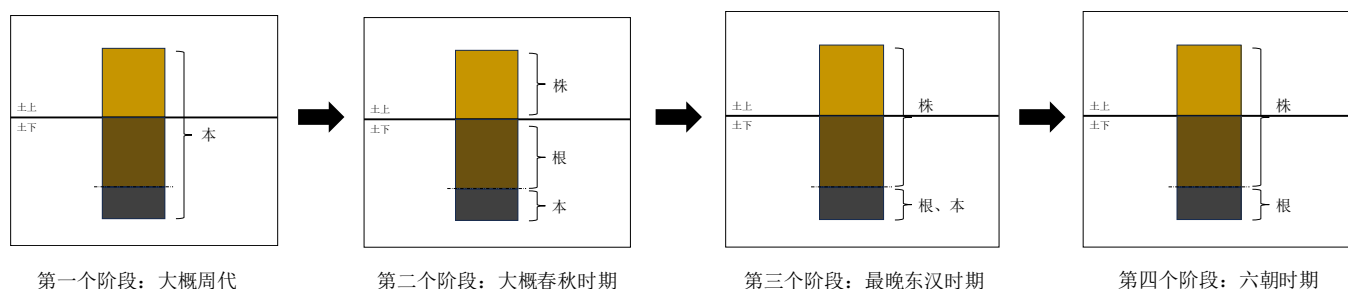 土上
土下
本
第一个阶段：大概周代
土上
土下
株
根
本
第二个阶段：大概春秋时期
土上
土下
株
根、本
第三个阶段：最晚东汉时期
土上
土下
株
根
第四个阶段：六朝时期